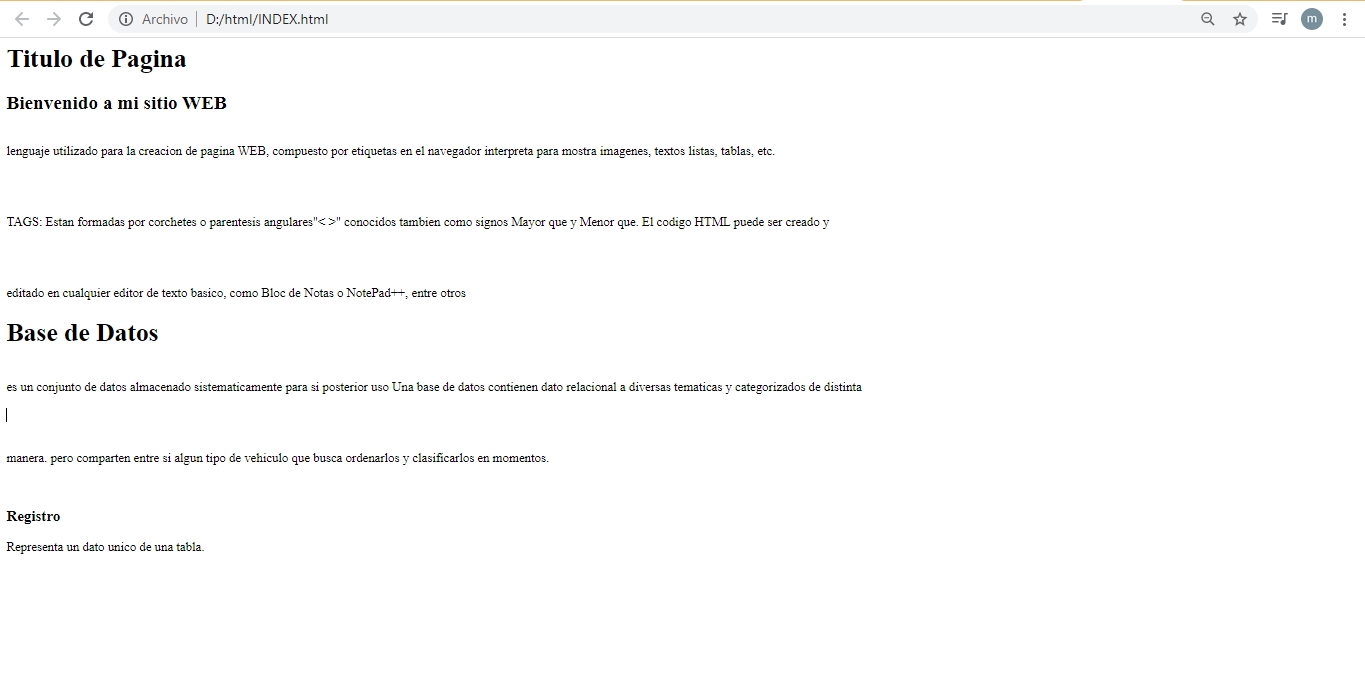 Archivo | D:/html/INDEX.html
m
Titulo de Pagina
Bienvenido a mi sitio WEB
lenguaje utilizado para la creacion de pagina WEB, compuesto por etiquetas en el navegador interpreta para mostra imagenes, textos listas, tablas, etc.
TAGS: Estan formadas por corchetes o parentesis angulares"< >" conocidos tambien como signos Mayor que y Menor que. El codigo HTML puede ser creado y
editado en cualquier editor de texto basico, como Bloc de Notas o NotePad++, entre otros
Base de Datos
es un conjunto de datos almacenado sistematicamente para si posterior uso Una base de datos contienen dato relacional a diversas tematicas y categorizados de distinta
manera. pero comparten entre si algun tipo de vehiculo que busca ordenarlos y clasificarlos en momentos.
Registro
Representa un dato unico de una tabla.